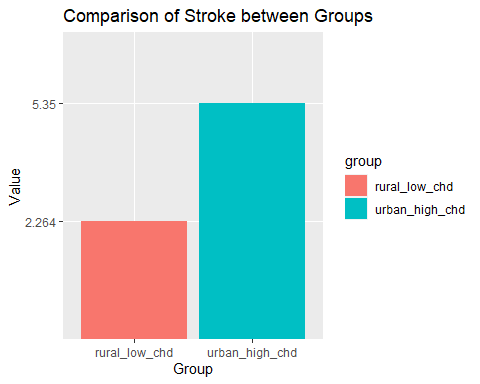 Comparison of Stroke between Groups
5.35
2.264
Value
rural_low_chd
urban_high_chd
Group
group
rural_low_chd
urban_high_chd